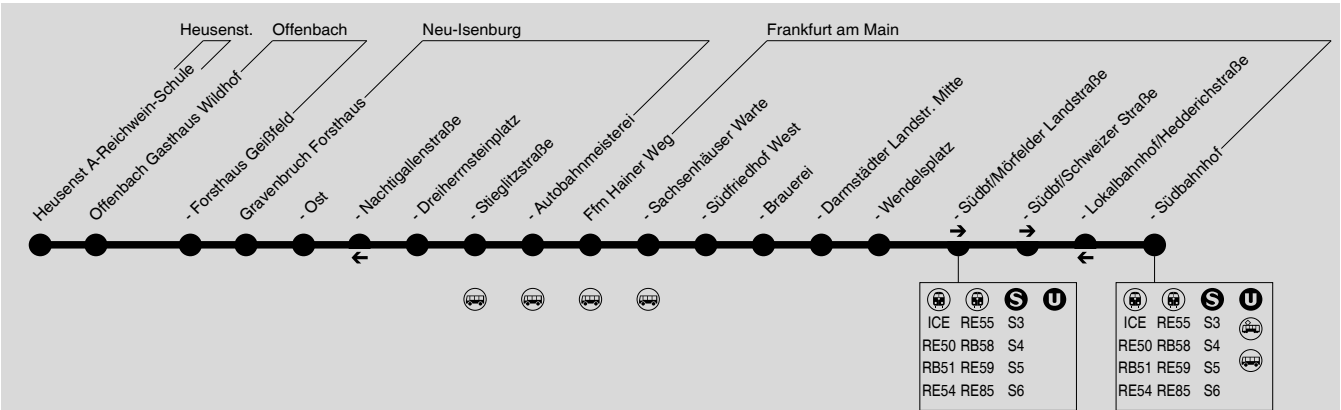 Heusenst. Offenbach Neu-Isenburg Frankfurt am Main
Heusenst A-Reichwein-Schule
Offenbach Gasthaus Wildhof
- Forsthaus Geißfeld
Gravenbruch Forsthaus
- Ost
- Nachtigallenstraße
- Dreiherrnsteinplatz
- Stieglitzstraße
- Autobahnmeisterei
Ffm Hainer Weg
- Sachsenhäuser Warte
- Südfriedhof West
- Brauerei
- Darmstädter Landstr. Mitte
- Wendelsplatz
- Südbf/Mörfelder Landstraße
- Südbf/Schweizer Straße
- Lokalbahnhof/Hedderichstraße
- Südbahnhof
S U
ICE RE55 S3
RE50 RB58 S4
RB51 RE59 S5
RE54 RE85 S6
S U
ICE RE55 S3
RE50 RB58 S4
RB51 RE59 S5
RE54 RE85 S6